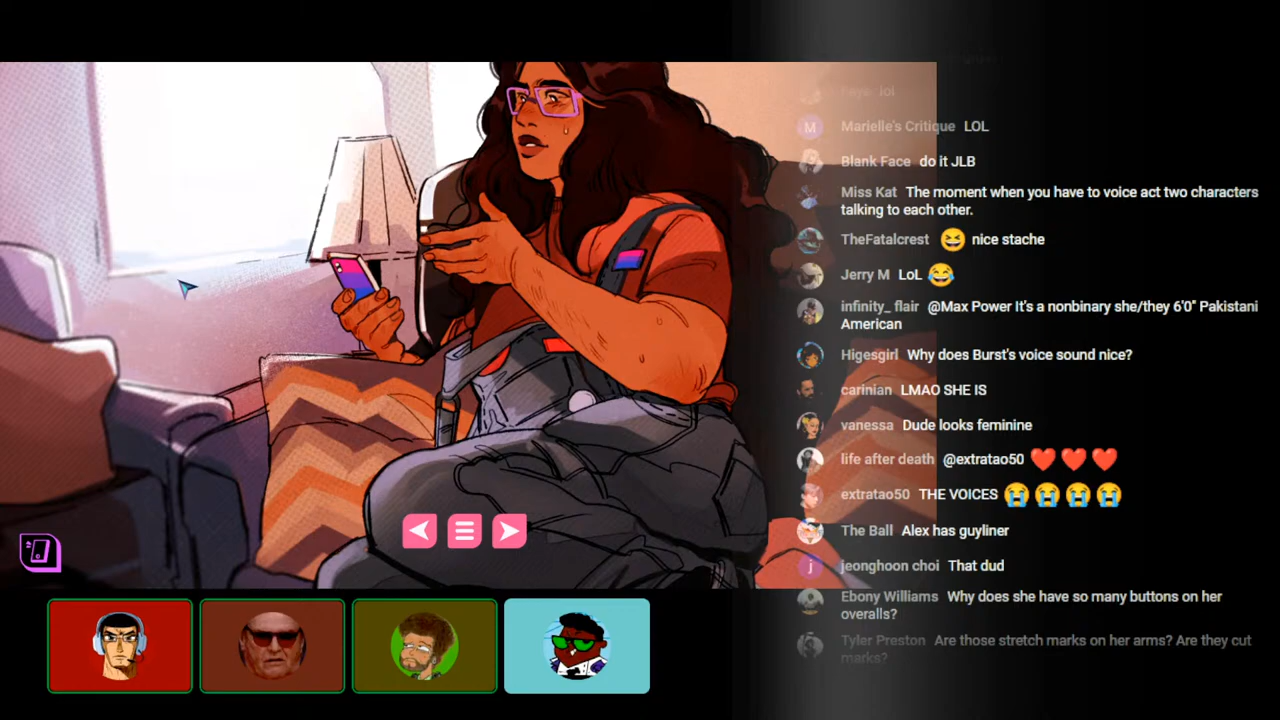 Faye lol
Marielle's Critique LOL
Blank Face do it JLB
Miss Kat The moment when you have to voice act two characters
talking to each other.
TheFatalcrest 😆 nice stache
Jerry M LoL 😂
infinity_ flair @Max Power It's a nonbinary she/they 6'0" Pakistani
American
Higesgirl Why does Burst's voice sound nice?
carinian LMAO SHE IS
vanessa Dude looks feminine
life after death @extratao50 ❤️❤️❤️
extratao50 THE VOICES 😭😭😭😭
The Ball Alex has guyliner
M
j
jeonghoon choi That dud
Ebony Williams Why does she have so many buttons on her
overalls?
Tyler Preston Are those stretch marks on her arms? Are they cut
marks?